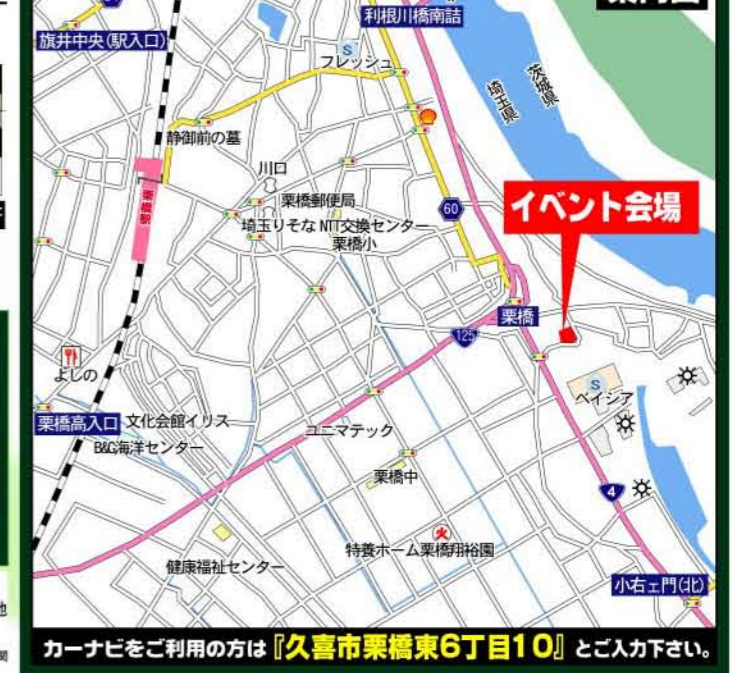 利根川橋南詰
旗井中央(駅入口)
S
フレッシュ
埼玉県
茨城県
静御前の墓
川口
栗橋駅
栗橋郵便局
60
イベント会場
埼玉りそな NTT交換センター
栗橋小
栗橋
125
よしの
S
ベイシア
栗橋高入口
文化会館イリス
B&G海洋センター
ユニマテック
栗橋中
4
火
特養ホーム栗橋翔裕園
健康福祉センター
小右ェ門(北)
カーナビをご利用の方は『久喜市栗橋東6丁目10』とご入力下さい。